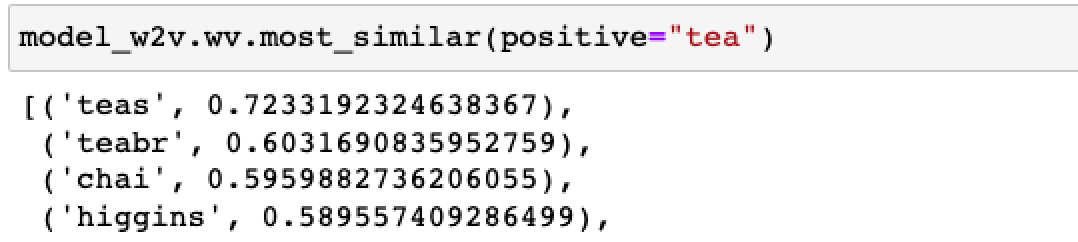 model_w2v.wv.most_similar(positive="tea")
[('teas', 0.7233192324638367),
('teabr', 0.6031690835952759),
('chai', 0.5959882736206055),
('higgins', 0.589557409286499),